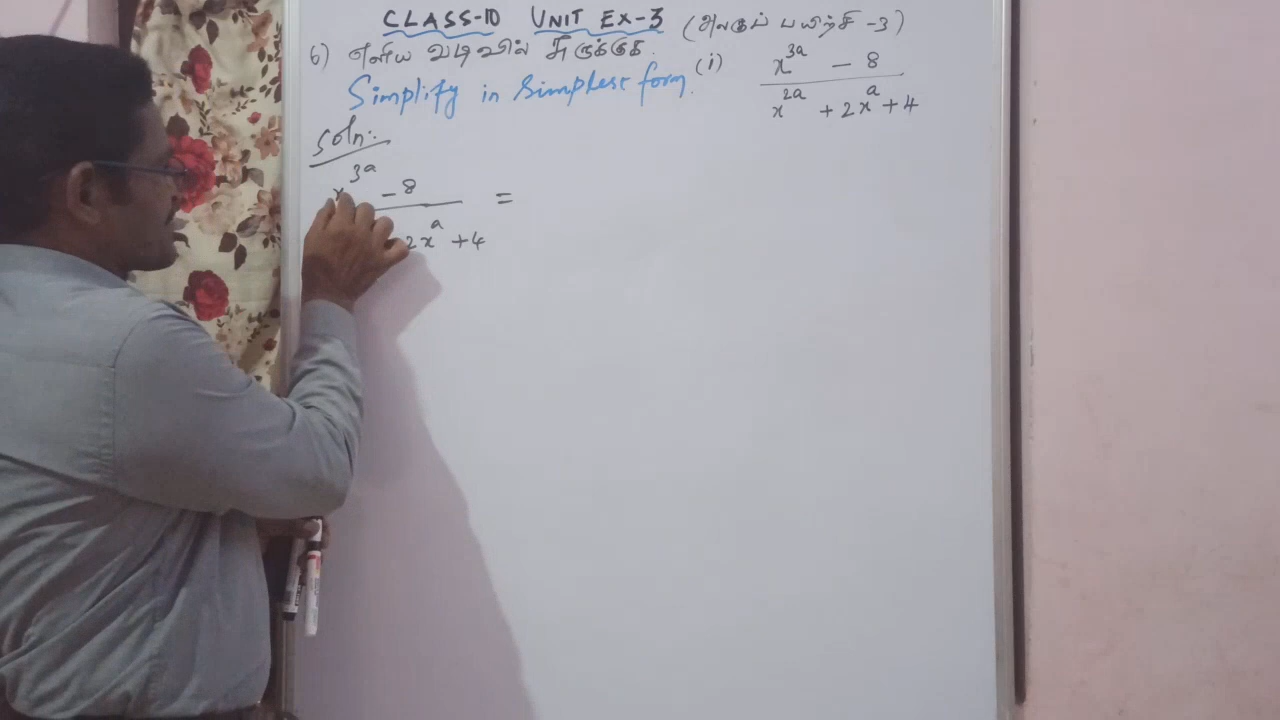 CLASS-10 UNIT EX-3 (அலகுப் பயிற்சி -3)
6) எளிய வடிவில் சுருக்குக.
Simplify in Simplest form. (i) x^3a - 8 / x^2a + 2x^a + 4
Soln:-
x^3a - 8 =
2x^a + 4